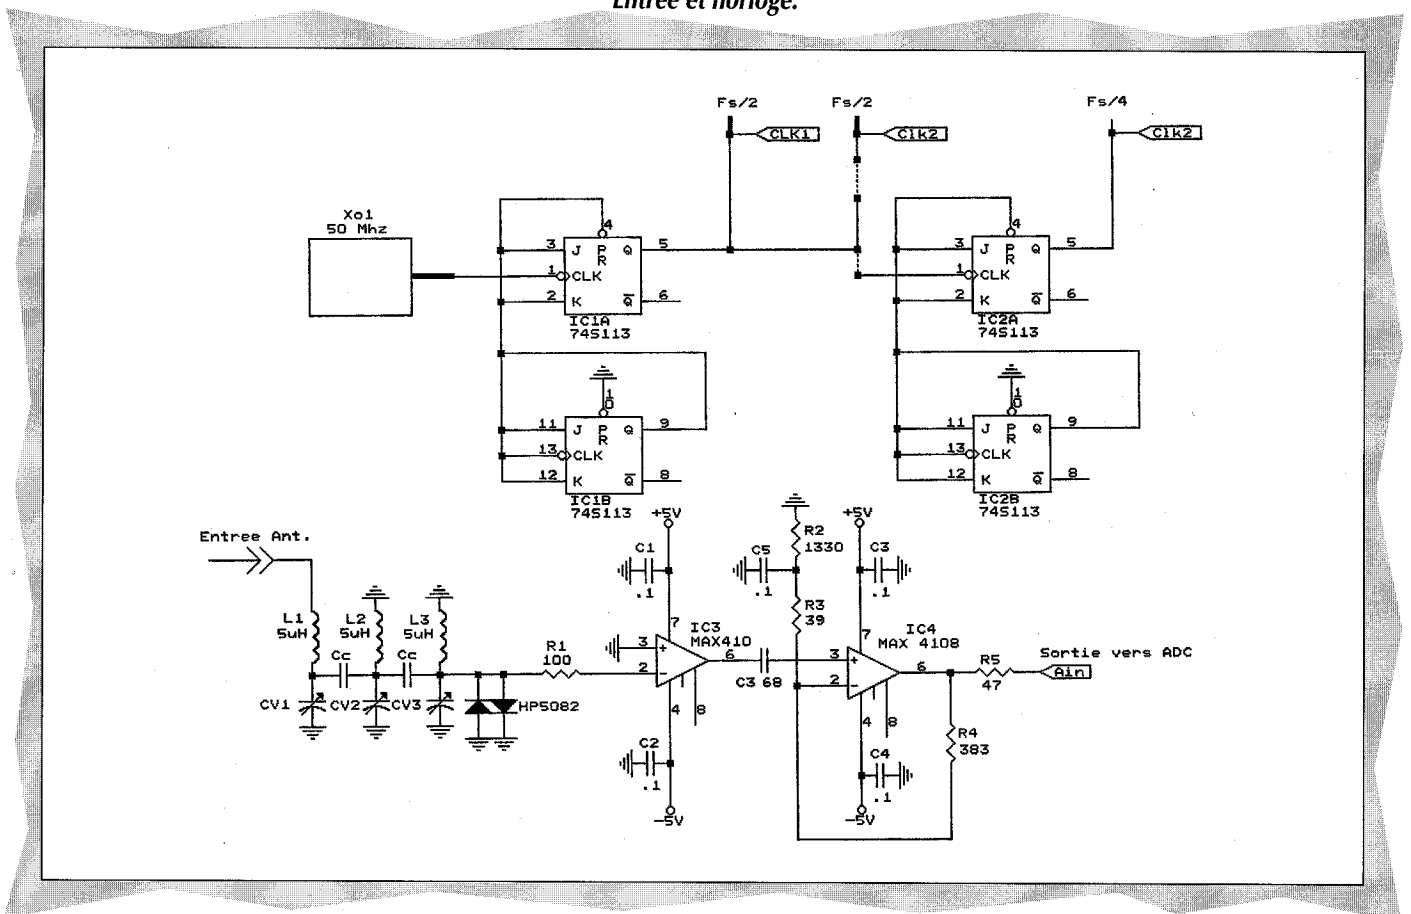 Entrée et horloge.
Fs/2 Fs/2 Fs/4
CLK1 Clk2 Clk2
Xo1
50 Mhz
4
3 J P R Q 5
1 CLK
2 K Q 6
IC1A
74S113
4
3 J P R Q 5
1 CLK
2 K Q 6
IC2A
74S113
10
11 J P R Q 9
13 CLK
12 K Q 8
IC1B
74S113
10
11 J P R Q 9
13 CLK
12 K Q 8
IC2B
74S113
Entree Ant.
L1
5uH
L2
5uH
L3
5uH
Cc Cc
CV1 CV2 CV3
HP5082
R1
100
+5V
C1
.1
7
IC3
MAX410
3 +
2 -
6
4 8
C2
.1
-5V
C3 68
R2
1330
C5
.1
R3
39
+5V
C3
.1
7
IC4
MAX 4108
3 +
2 -
6
4 8
C4
.1
-5V
R5
47
R4
383
Sortie vers ADC
Ain